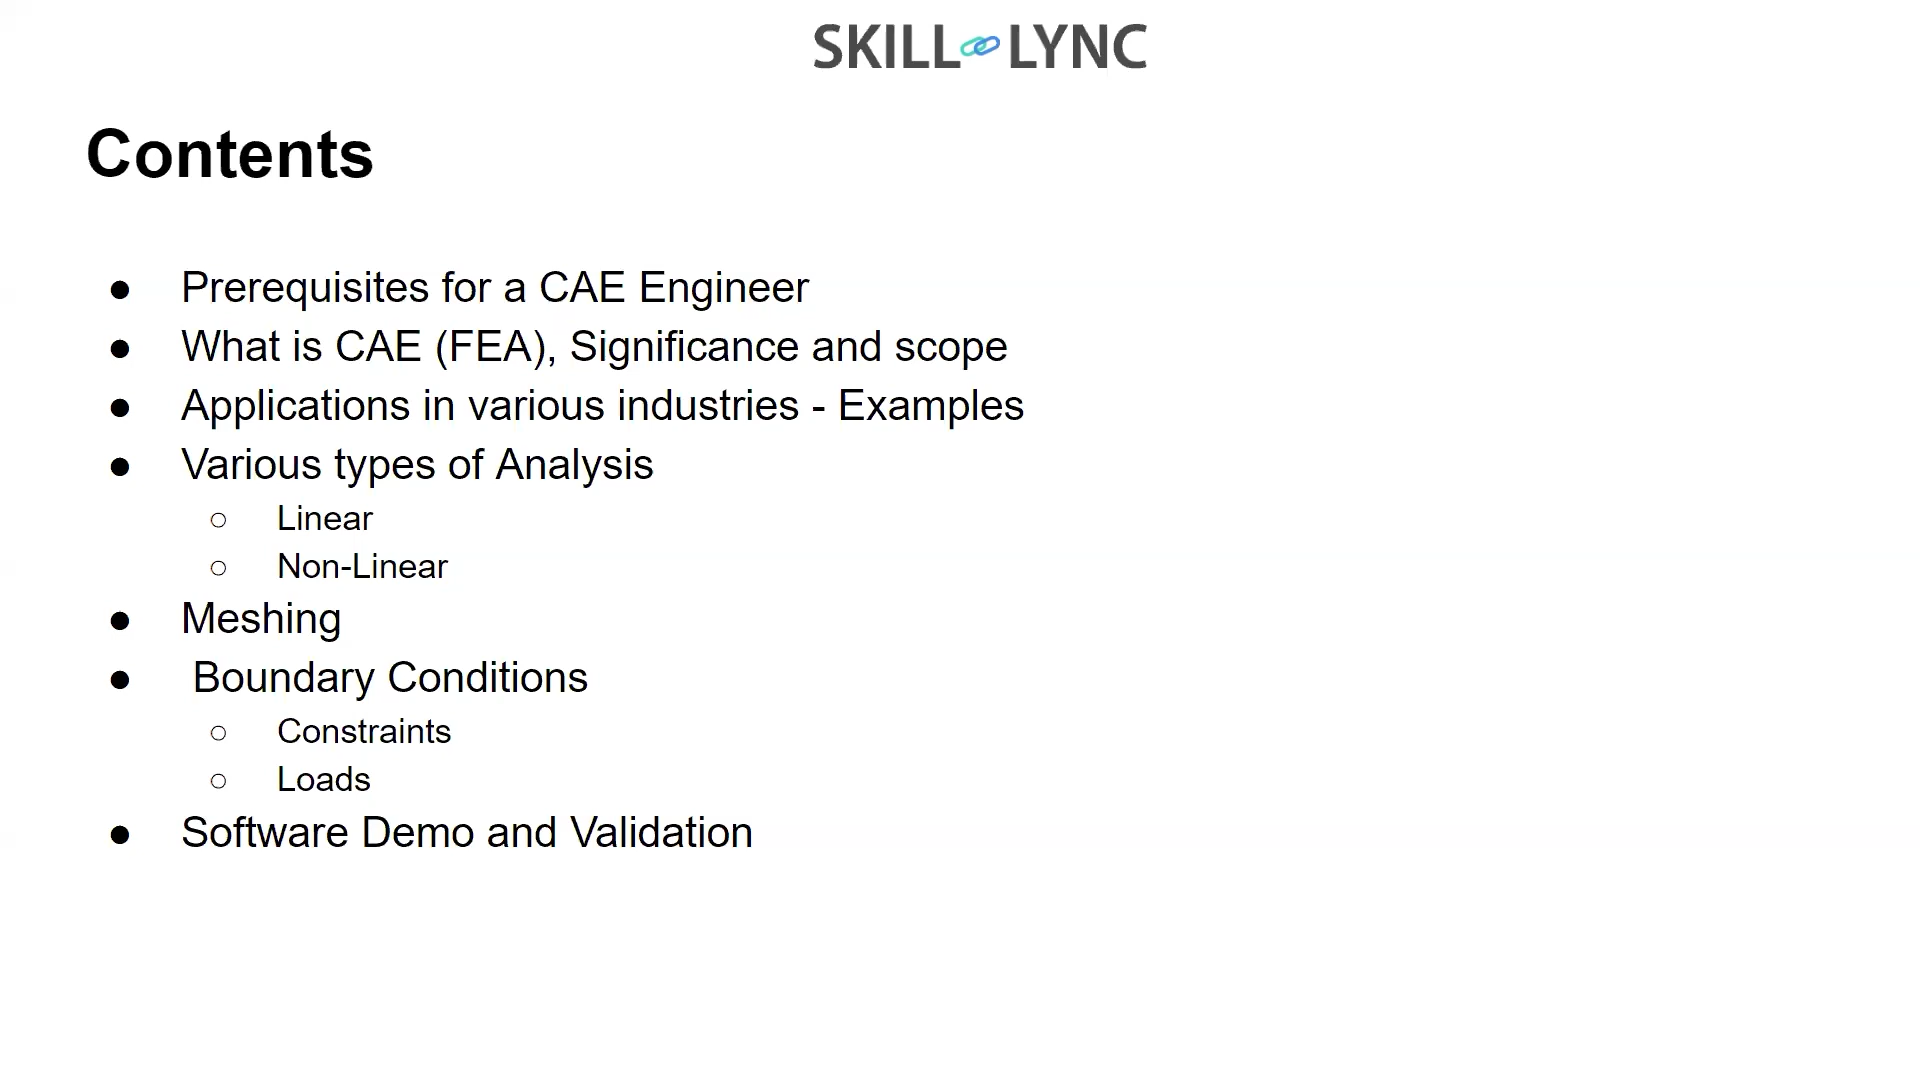 SKILL LYNC
Contents
● Prerequisites for a CAE Engineer
● What is CAE (FEA), Significance and scope
● Applications in various industries - Examples
● Various types of Analysis
○ Linear
○ Non-Linear
● Meshing
● Boundary Conditions
○ Constraints
○ Loads
● Software Demo and Validation